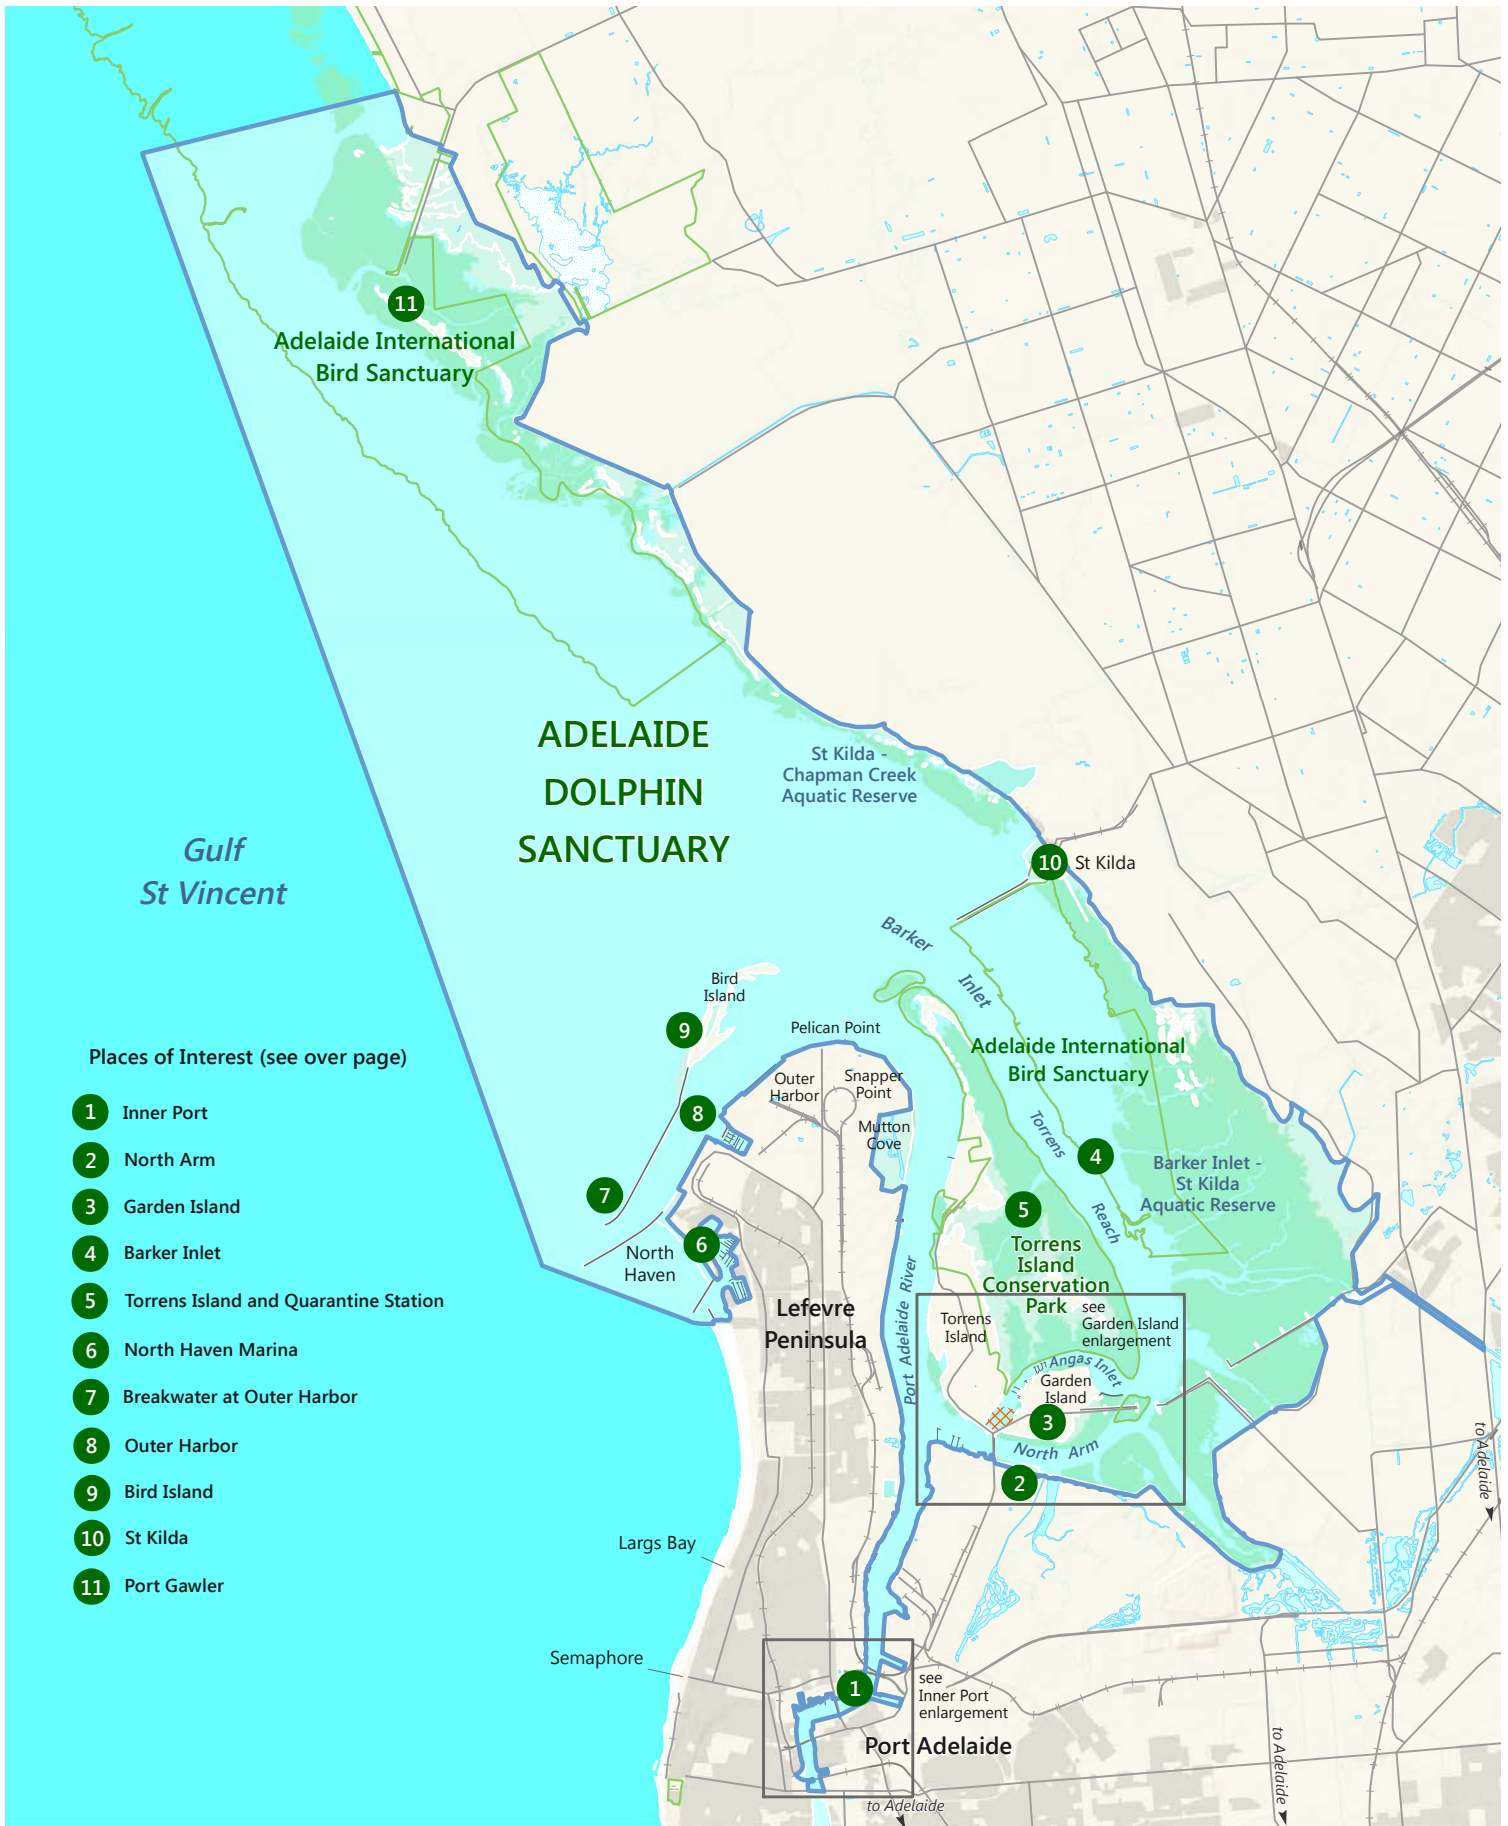 11
Adelaide International
Bird Sanctuary
ADELAIDE
DOLPHIN
SANCTUARY
St Kilda -
Chapman Creek
Aquatic Reserve
Gulf
St Vincent
10
St Kilda
Barker
Inlet
Bird
Island
9
Pelican Point
Adelaide International
Bird Sanctuary
Outer
Harbor
Snapper
Point
8
Mutton
Cove
Torrens
Reach
4
Barker Inlet -
St Kilda
Aquatic Reserve
7
5
Torrens
Island
Conservation
Park
6
North
Haven
Port Adelaide River
Lefevre
Peninsula
Torrens
Island
see
Garden Island
enlargement
Angas Inlet
Garden
Island
3
North Arm
2
to Adelaide
Places of Interest (see over page)
1 Inner Port
2 North Arm
3 Garden Island
4 Barker Inlet
5 Torrens Island and Quarantine Station
6 North Haven Marina
7 Breakwater at Outer Harbor
8 Outer Harbor
9 Bird Island
10 St Kilda
11 Port Gawler
Largs Bay
Semaphore
1
see
Inner Port
enlargement
Port Adelaide
to Adelaide
to Adelaide